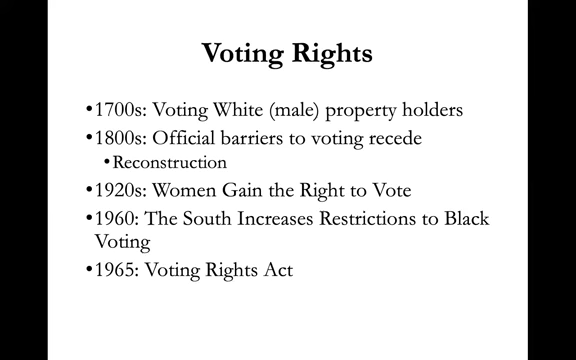 Voting Rights
•1700s: Voting White (male) property holders
•1800s: Official barriers to voting recede
•Reconstruction
•1920s: Women Gain the Right to Vote
•1960: The South Increases Restrictions to Black
Voting
•1965: Voting Rights Act